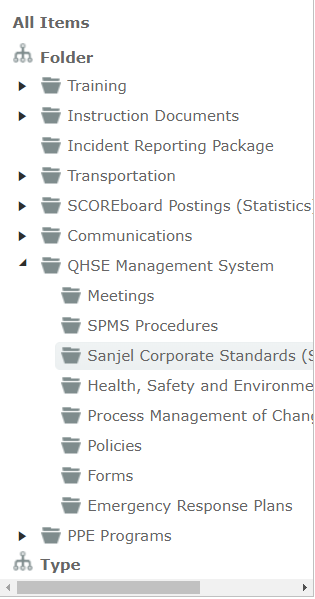 All Items
Folder
Training
Instruction Documents
Incident Reporting Package
Transportation
SCOREboard Postings (Statistics)
Communications
QHSE Management System
Meetings
SPMS Procedures
Sanjel Corporate Standards (S
Health, Safety and Environme
Process Management of Chang
Policies
Forms
Emergency Response Plans
PPE Programs
Type